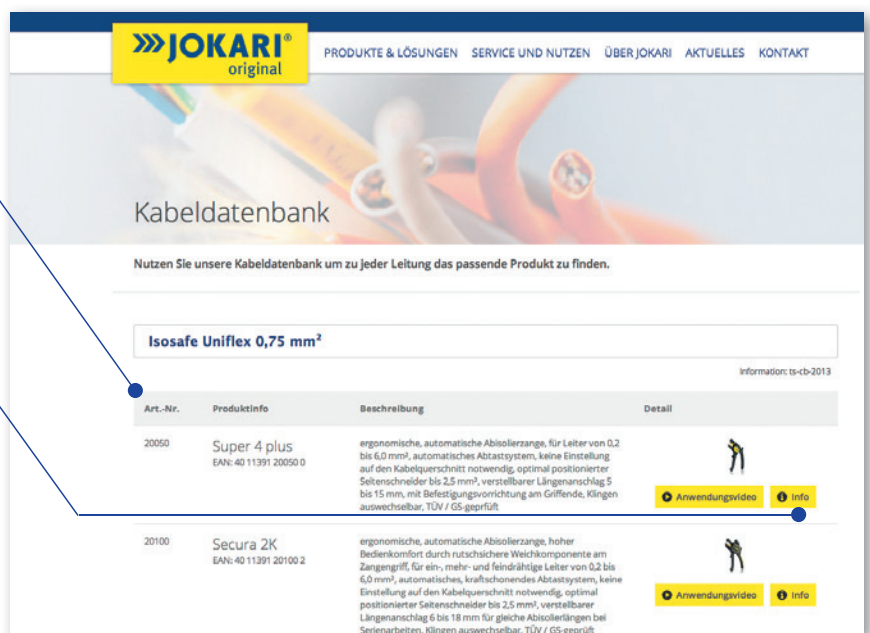 »»JOKARI®
original
PRODUKTE & LÖSUNGEN SERVICE UND NUTZEN ÜBER JOKARI AKTUELLES KONTAKT
Kabeldatenbank
Nutzen Sie unsere Kabeldatenbank um zu jeder Leitung das passende Produkt zu finden.
Isosafe Uniflex 0,75 mm²
Information: ts-cb-2013
Art.-Nr. Produktinfo Beschreibung Detail
20050
Super 4 plus
EAN: 40 11391 20050 0
ergonomische, automatische Abisolierzange, für Leiter von 0,2
bis 6,0 mm², automatisches Abtastsystem, keine Einstellung
auf den Kabelquerschnitt notwendig, optimal positionierter
Seitenschneider bis 2,5 mm², verstellbarer Längenanschlag 5
bis 15 mm, mit Befestigungsvorrichtung am Griffende, Klingen
auswechselbar, TÜV / GS-geprfüft
Anwendungsvideo Info
20100
Secura 2K
EAN: 40 11391 20100 2
ergonomische, automatische Abisolierzange, hoher
Bedienkomfort durch rutschsichere Weichkomponente am
Zangengriff, für ein-, mehr- und feindrähtige Leiter von 0,2 bis
6,0 mm², automatisches, kraftschonendes Abtastsystem, keine
Einstellung auf den Kabelquerschnitt notwendig, optimal
positionierter Seitenschneider bis 2,5 mm², verstellbarer
Längenanschlag 6 bis 18 mm für gleiche Abisolierlängen bei
Serienarbeiten, Klingen auswechselbar, TÜV / GS-geprüft
Anwendungsvideo Info